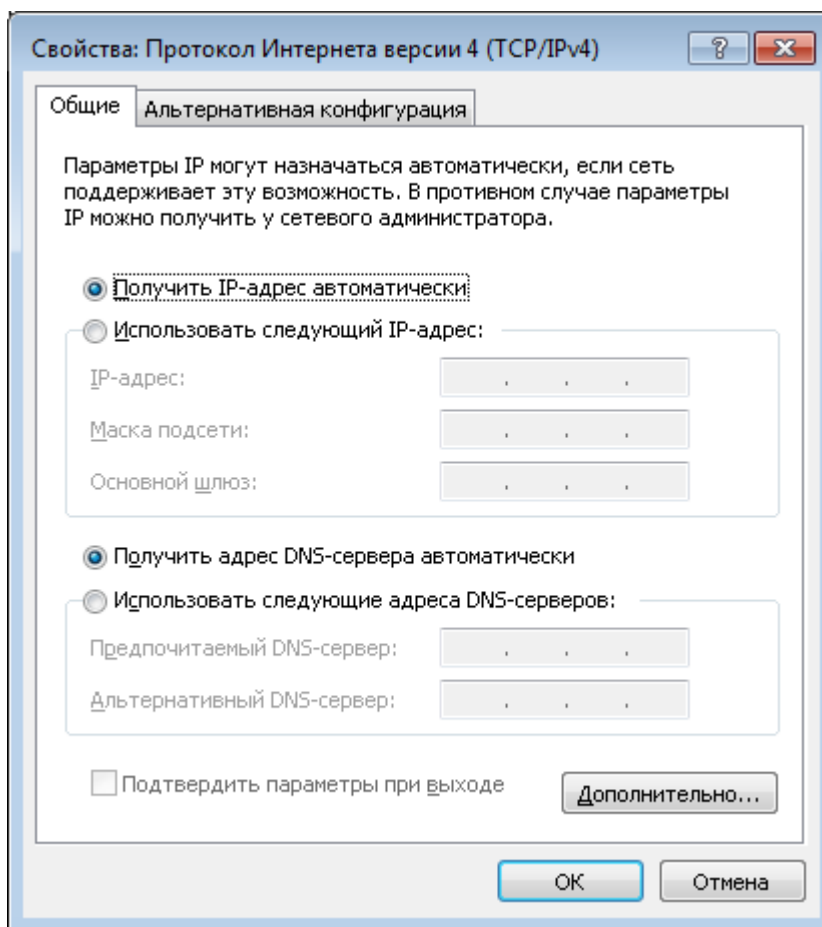 Свойства: Протокол Интернета версии 4 (TCP/IPv4)
Общие
Альтернативная конфигурация
Параметры IP могут назначаться автоматически, если сеть
поддерживает эту возможность. В противном случае параметры
IP можно получить у сетевого администратора.
Получить IP-адрес автоматически
Использовать следующий IP-адрес:
IP-адрес:
Маска подсети:
Основной шлюз:
Получить адрес DNS-сервера автоматически
Использовать следующие адреса DNS-серверов:
Предпочитаемый DNS-сервер:
Альтернативный DNS-сервер:
Подтвердить параметры при выходе
Дополнительно...
ОК
Отмена